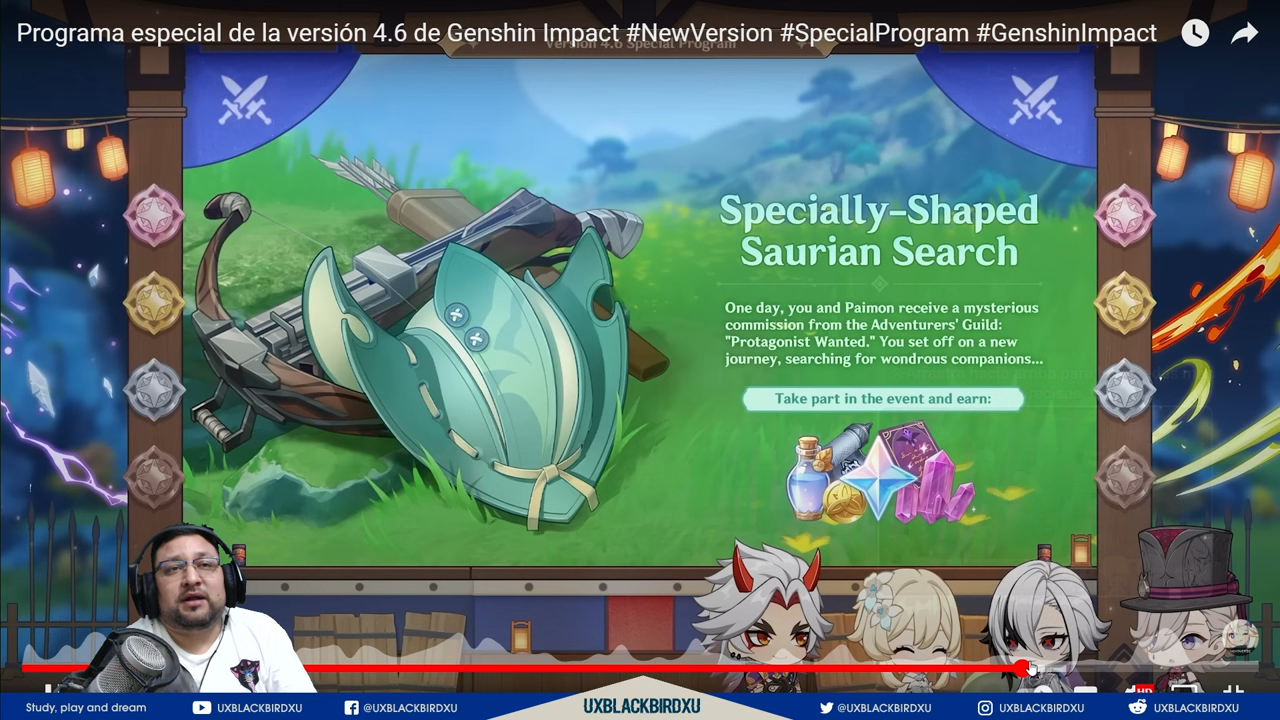 Programa especial de la versión 4.6 de Genshin Impact #NewVersion #SpecialProgram #GenshinImpact
Version 4.6 Special Program
Specially-Shaped
Saurian Search
One day, you and Paimon receive a mysterious
commission from the Adventurers' Guild:
"Protagonist Wanted." You set off on a new
journey, searching for wondrous companions...
Take part in the event and earn:
HD
Study, play and dream
UXBLACKBIRDXU
@UXBLACKBIRDXU
UXBLACKBIRDXU
@UXBLACKBIRDXU
UXBLACKBIRDXU
UXBLACKBIRDXU